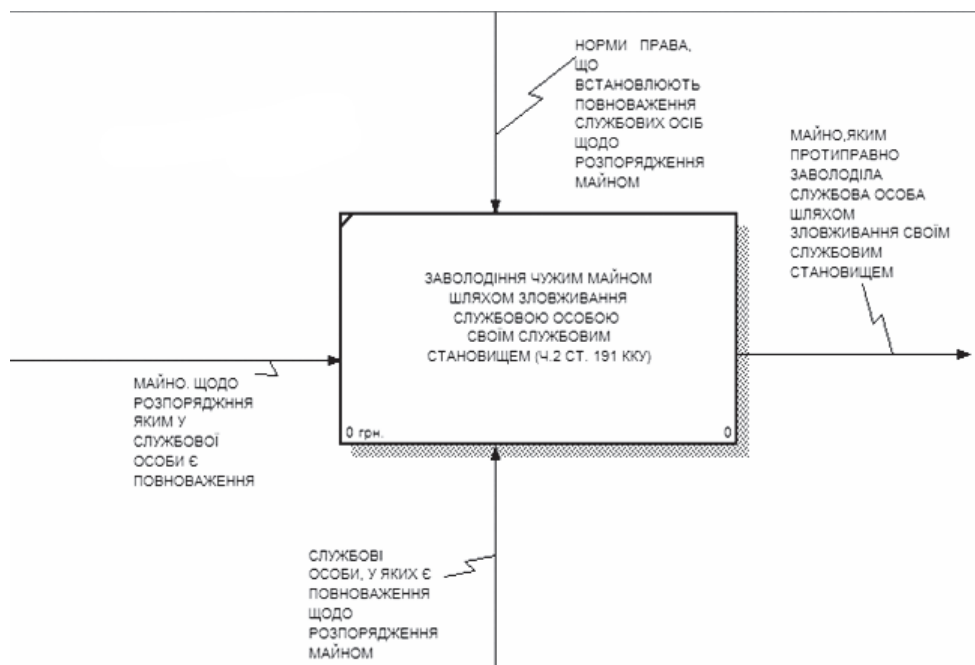 НОРМИ ПРАВА,
ЩО
ВСТАНОВЛЮЮТЬ
ПОВНОВАЖЕННЯ
СЛУЖБОВИХ ОСІБ
ЩОДО
РОЗПОРЯДЖЕННЯ
МАЙНОМ
МАЙНО,ЯКИМ
ПРОТИПРАВНО
ЗАВОЛОДІЛА
СЛУЖБОВА ОСОБА
ШЛЯХОМ
ЗЛОВЖИВАННЯ СВОЇМ
СЛУЖБОВИМ
СТАНОВИЩЕМ
ЗАВОЛОДІННЯ ЧУЖИМ МАЙНОМ
ШЛЯХОМ ЗЛОВЖИВАННЯ
СЛУЖБОВОЮ ОСОБОЮ
СВОЇМ СЛУЖБОВИМ
СТАНОВИЩЕМ (Ч.2 СТ. 191 ККУ)
0 грн.
0
МАЙНО. ЩОДО
РОЗПОРЯДЖННЯ
ЯКИМ У
СЛУЖБОВОЇ
ОСОБИ Є
ПОВНОВАЖЕННЯ
СЛУЖБОВІ
ОСОБИ, У ЯКИХ Є
ПОВНОВАЖЕННЯ
ЩОДО
РОЗПОРЯДЖЕННЯ
МАЙНОМ